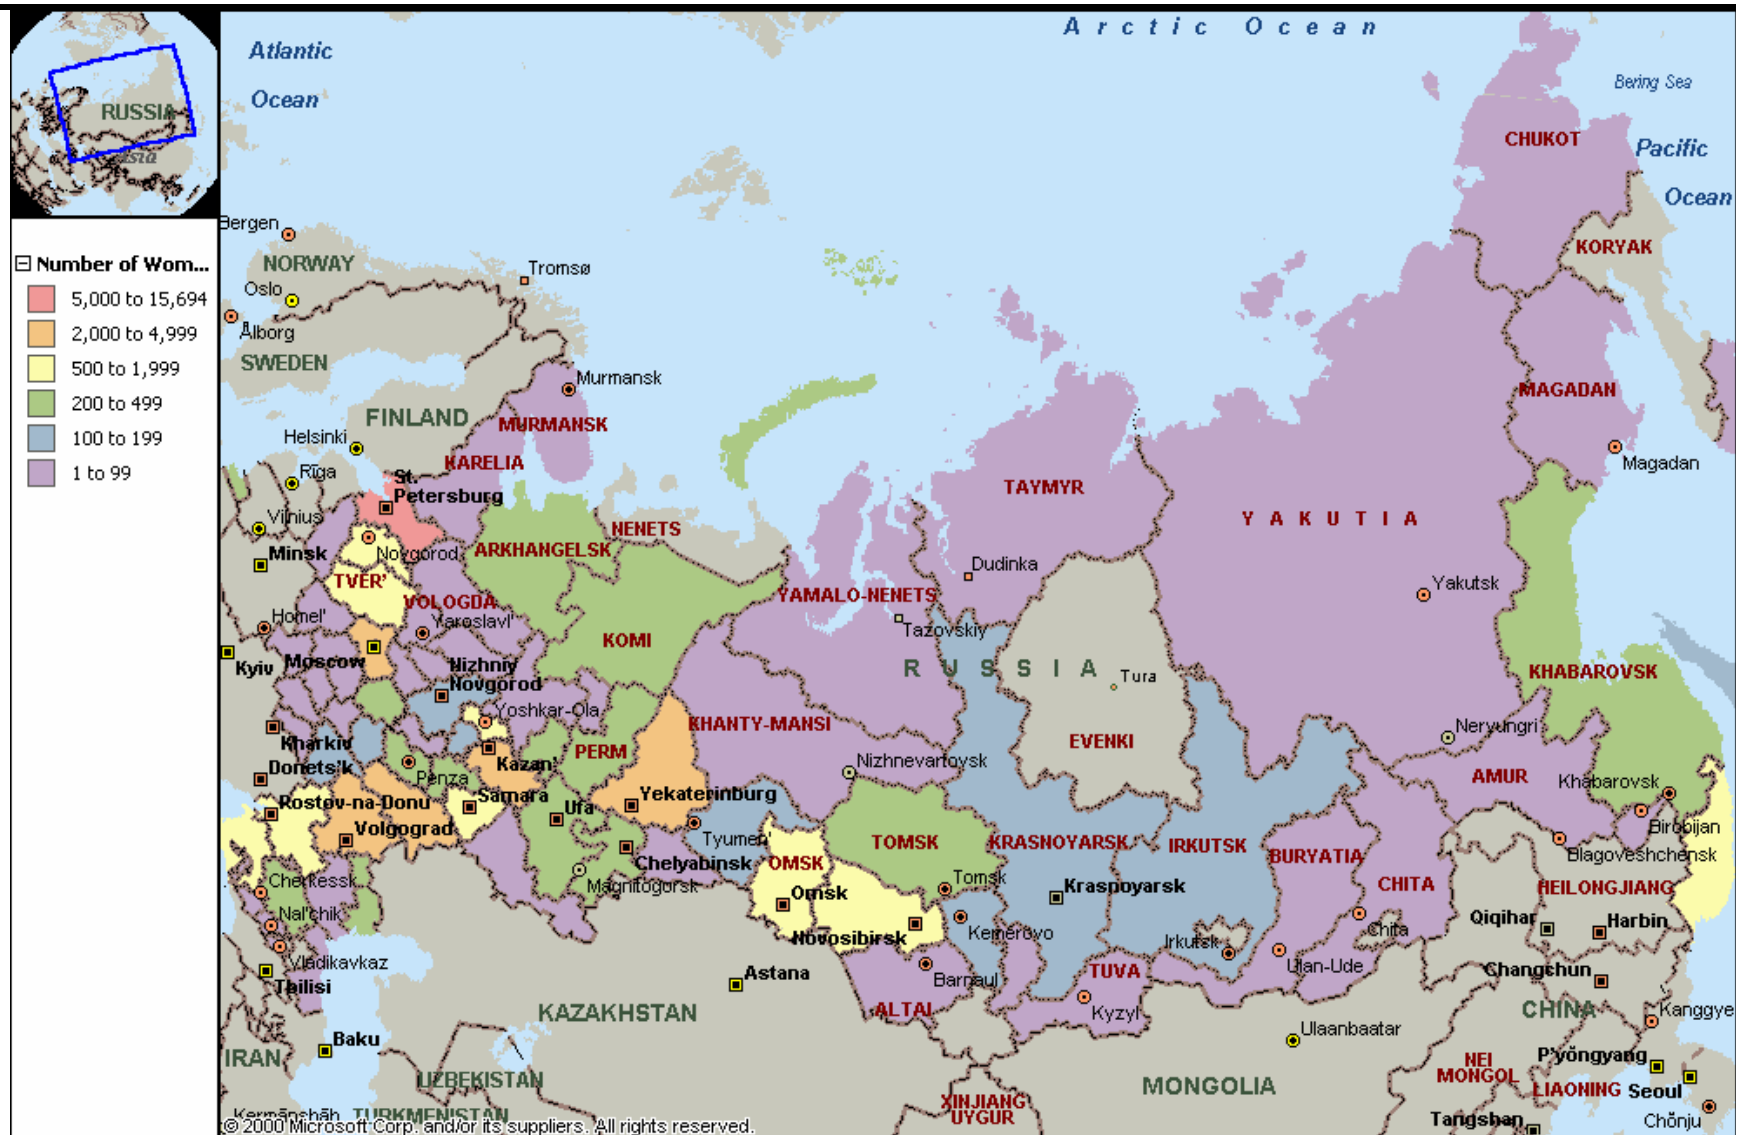 RUSSIA
Asia
Number of Wom...
5,000 to 15,694
2,000 to 4,999
500 to 1,999
200 to 499
100 to 199
1 to 99
Arctic Ocean
Atlantic
Ocean
Bering Sea
CHUKOT
Pacific
Ocean
Bergen
KORYAK
NORWAY
Tromsø
Oslo
Ålborg
SWEDEN
Murmansk
MAGADAN
FINLAND
MURMANSK
Helsinki
KARELIA
Magadan
Rīga
St.
Petersburg
TAYMYR
Vilnius
NENETS
YAKUTIA
Minsk
Novgorod
ARKHANGELSK
Dudinka
TVER'
Yakutsk
VOLOGDA
YAMALO-NENETS
Homel'
Yaroslavl'
Tazovskiy
KOMI
Kyiv
Moscow
Nizhniy
Novgorod
RUSSIA
Tura
KHABAROVSK
Yoshkar-Ola
KHANTY-MANSI
Neryungri
Kharkiv
PERM
EVENKI
Kazan'
Nizhnevartovsk
Donets'k
Penza
AMUR
Khabarovsk
Rostov-na-Donu
Samara
Ufa
Yekaterinburg
Volgograd
Tyumen'
Birobijan
TOMSK
KRASNOYARSK
IRKUTSK
BURYATIA
Blagoveshchensk
Chelyabinsk
OMSK
Cherkessk
Magnitogorsk
Tomsk
Krasnoyarsk
CHITA
HEILONGJIANG
Omsk
Nal'chik
Qiqihar
Harbin
Novosibirsk
Kemerovo
Irkutsk
Chita
Vladikavkaz
Ulan-Ude
Changchun
Tbilisi
Astana
Barnaul
TUVA
KAZAKHSTAN
ALTAI
Kyzyl
CHINA
Kanggye
Baku
Ulaanbaatar
IRAN
P'yŏngyang
NEI
MONGOL
UZBEKISTAN
MONGOLIA
LIAONING
Seoul
XINJIANG
UYGUR
Kermānshāh
TURKMENISTAN
Tangshan
Chŏnju
© 2000 Microsoft Corp. and/or its suppliers. All rights reserved.